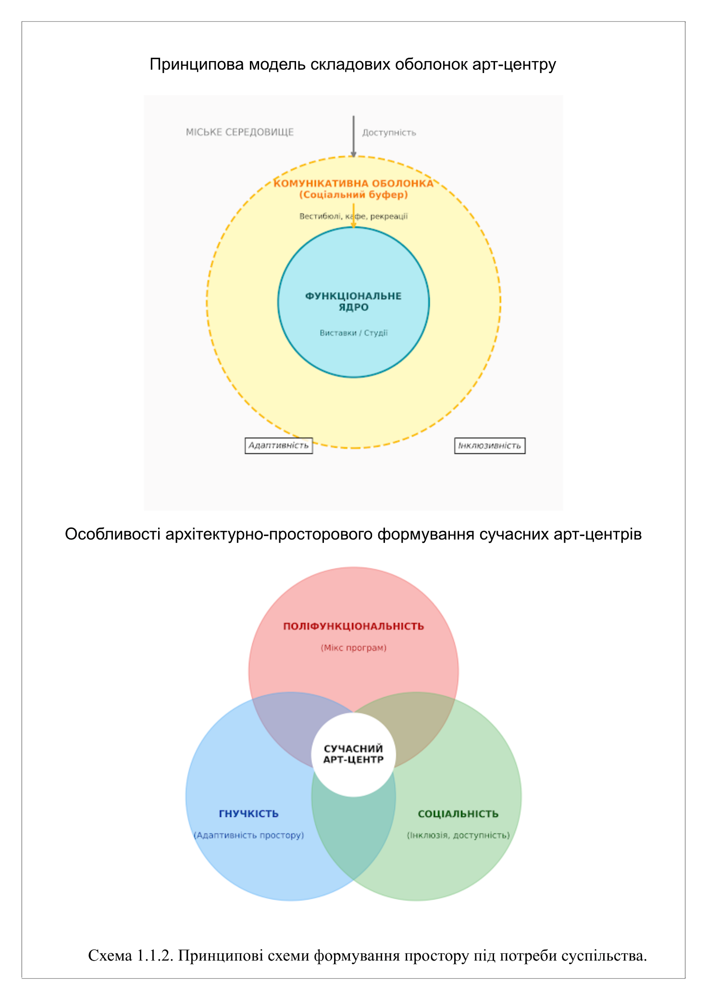 Принципова модель складових оболонок арт-центру
МІСЬКЕ СЕРЕДОВИЩЕ
Доступність
КОМУНІКАТИВНА ОБОЛОНКА
(Соціальний буфер)
Вестибюлі, кафе, рекреації
ФУНКЦІОНАЛЬНЕ
ЯДРО
Виставки / Студії
Адаптивність
Інклюзивність
Особливості архітектурно-просторового формування сучасних арт-центрів
ПОЛІФУНКЦІОНАЛЬНІСТЬ
(Мікс програм)
СУЧАСНИЙ
АРТ-ЦЕНТР
ГНУЧКІСТЬ
(Адаптивність простору)
СОЦІАЛЬНІСТЬ
(Інклюзія, доступність)
Схема 1.1.2. Принципові схеми формування простору під потреби суспільства.